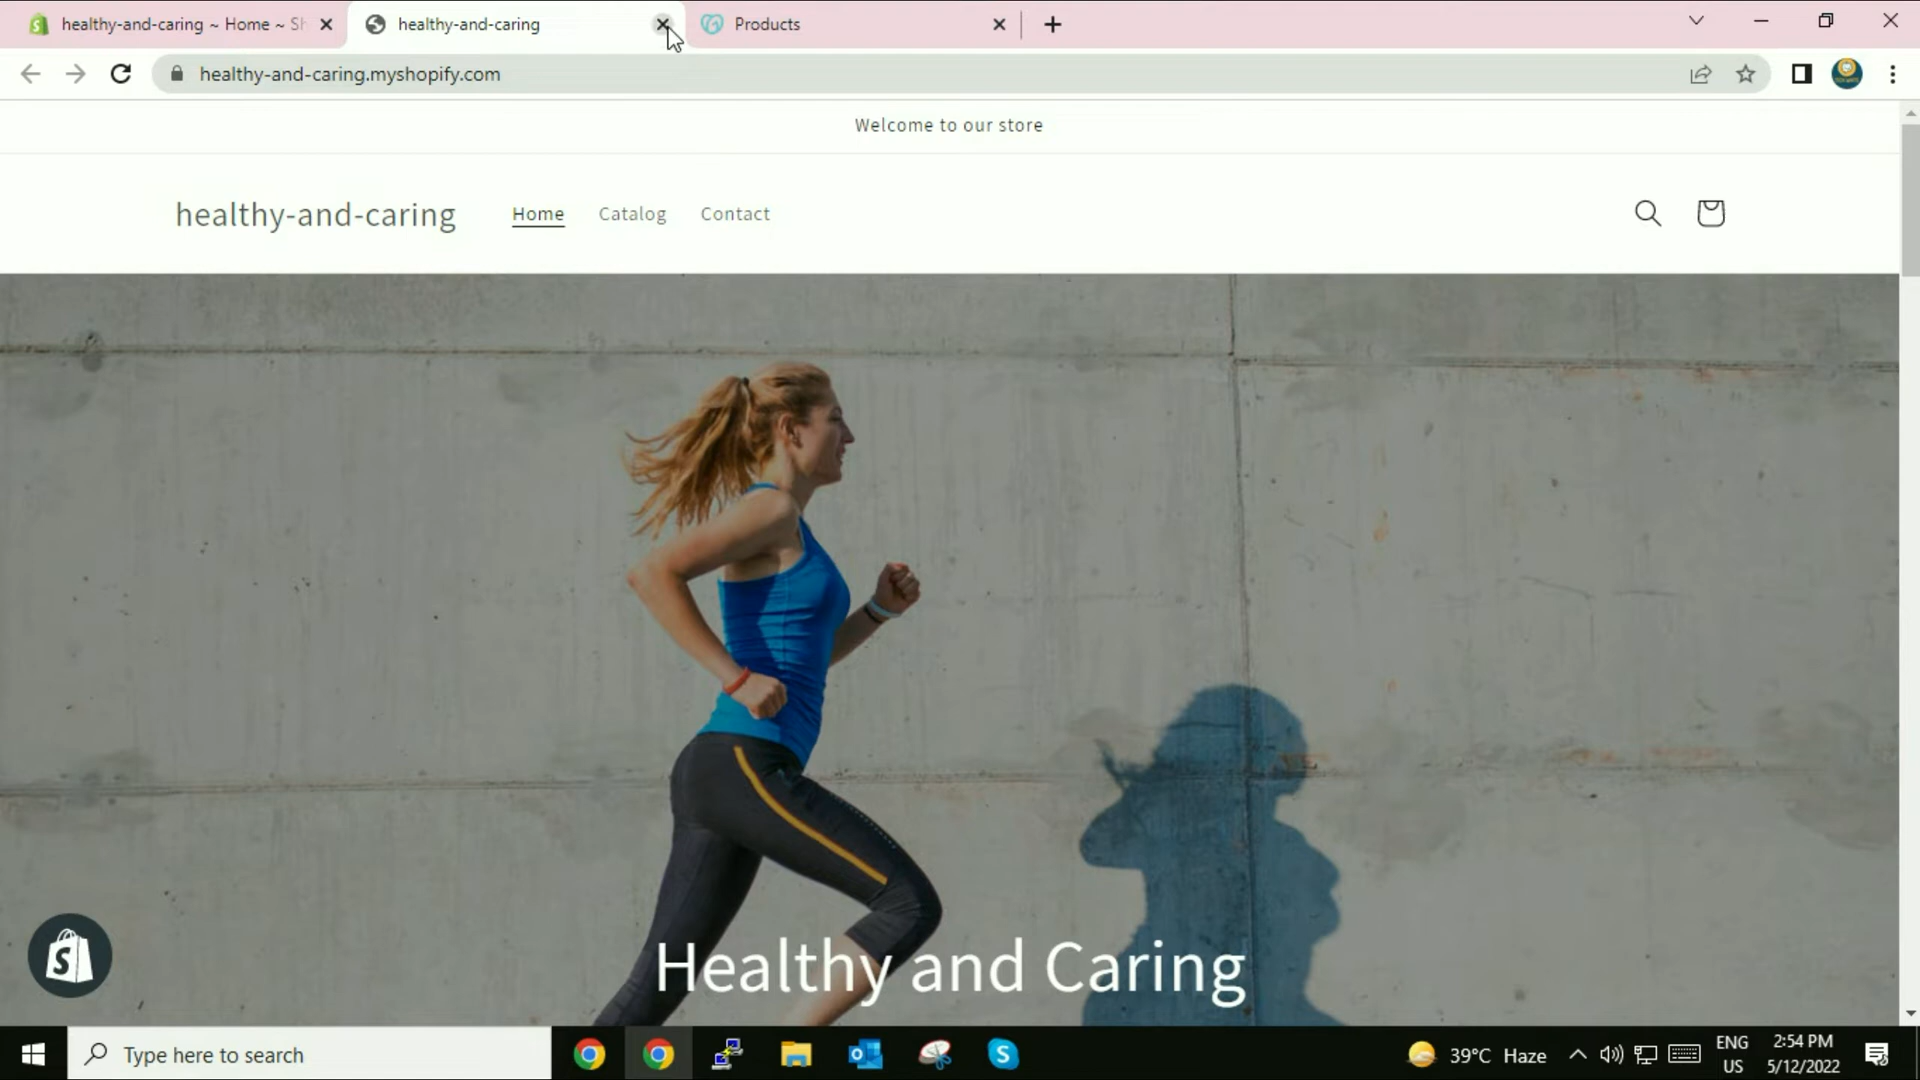 healthy-and-caring ~ Home ~ Sh
healthy-and-caring
Products
healthy-and-caring.myshopify.com
Welcome to our store
healthy-and-caring
Home
Catalog
Contact
Healthy and Caring
Type here to search
39°C Haze
ENG
US
2:54 PM
5/12/2022